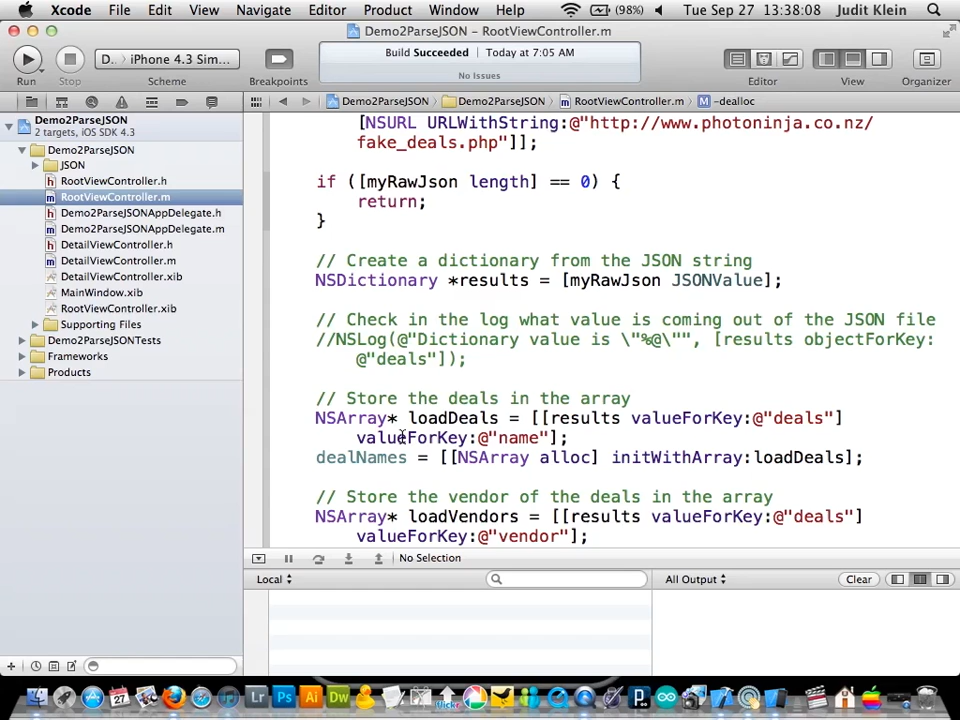 Xcode File Edit View Navigate Editor Product Window Help (98%) Tue Sep 27 13:38:08 Judit Klein
Demo2ParseJSON – RootViewController.m
D. iPhone 4.3 Sim...
Build Succeeded Today at 7:05 AM
No Issues
Run Stop Scheme Breakpoints Editor View Organizer
Demo2ParseJSON Demo2ParseJSON RootViewController.m -dealloc
Demo2ParseJSON
2 targets, iOS SDK 4.3
Demo2ParseJSON
JSON
RootViewController.h
RootViewController.m
Demo2ParseJSONAppDelegate.h
Demo2ParseJSONAppDelegate.m
DetailViewController.h
DetailViewController.m
DetailViewController.xib
MainWindow.xib
RootViewController.xib
Supporting Files
Demo2ParseJSONTests
Frameworks
Products
[NSURL URLWithString:@"http://www.photoninja.co.nz/
fake_deals.php"]];
if ([myRawJson length] == 0) {
return;
}
// Create a dictionary from the JSON string
NSDictionary *results = [myRawJson JSONValue];
// Check in the log what value is coming out of the JSON file
//NSLog(@"Dictionary value is \"%@\"", [results objectForKey:
@"deals"]);
// Store the deals in the array
NSArray* loadDeals = [[results valueForKey:@"deals"]
valueForKey:@"name"];
dealNames = [[NSArray alloc] initWithArray:loadDeals];
// Store the vendor of the deals in the array
NSArray* loadVendors = [[results valueForKey:@"deals"]
valueForKey:@"vendor"];
No Selection
Local All Output Clear
27 Lr Ps Ai Dw
flickr